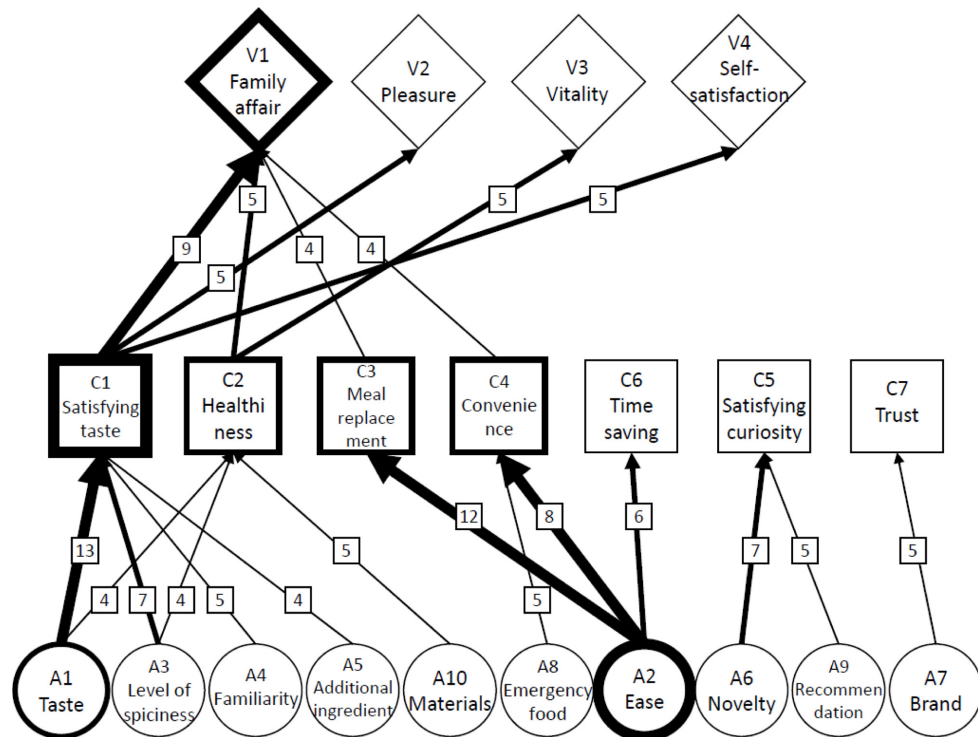 V1
Family
affair
V2
Pleasure
V3
Vitality
V4
Self-
satisfaction
5
5
5
9
4
4
5
C1
Satisfying
taste
C2
Healthi
ness
C3
Meal
replace
ment
C4
Convenie
nce
C6
Time
saving
C5
Satisfying
curiosity
C7
Trust
13
12
8
6
7
5
5
5
4
7
4
5
4
5
A1
Taste
A3
Level of
spiciness
A4
Familiarity
A5
Additional
ingredient
A10
Materials
A8
Emergency
food
A2
Ease
A6
Novelty
A9
Recommen
dation
A7
Brand